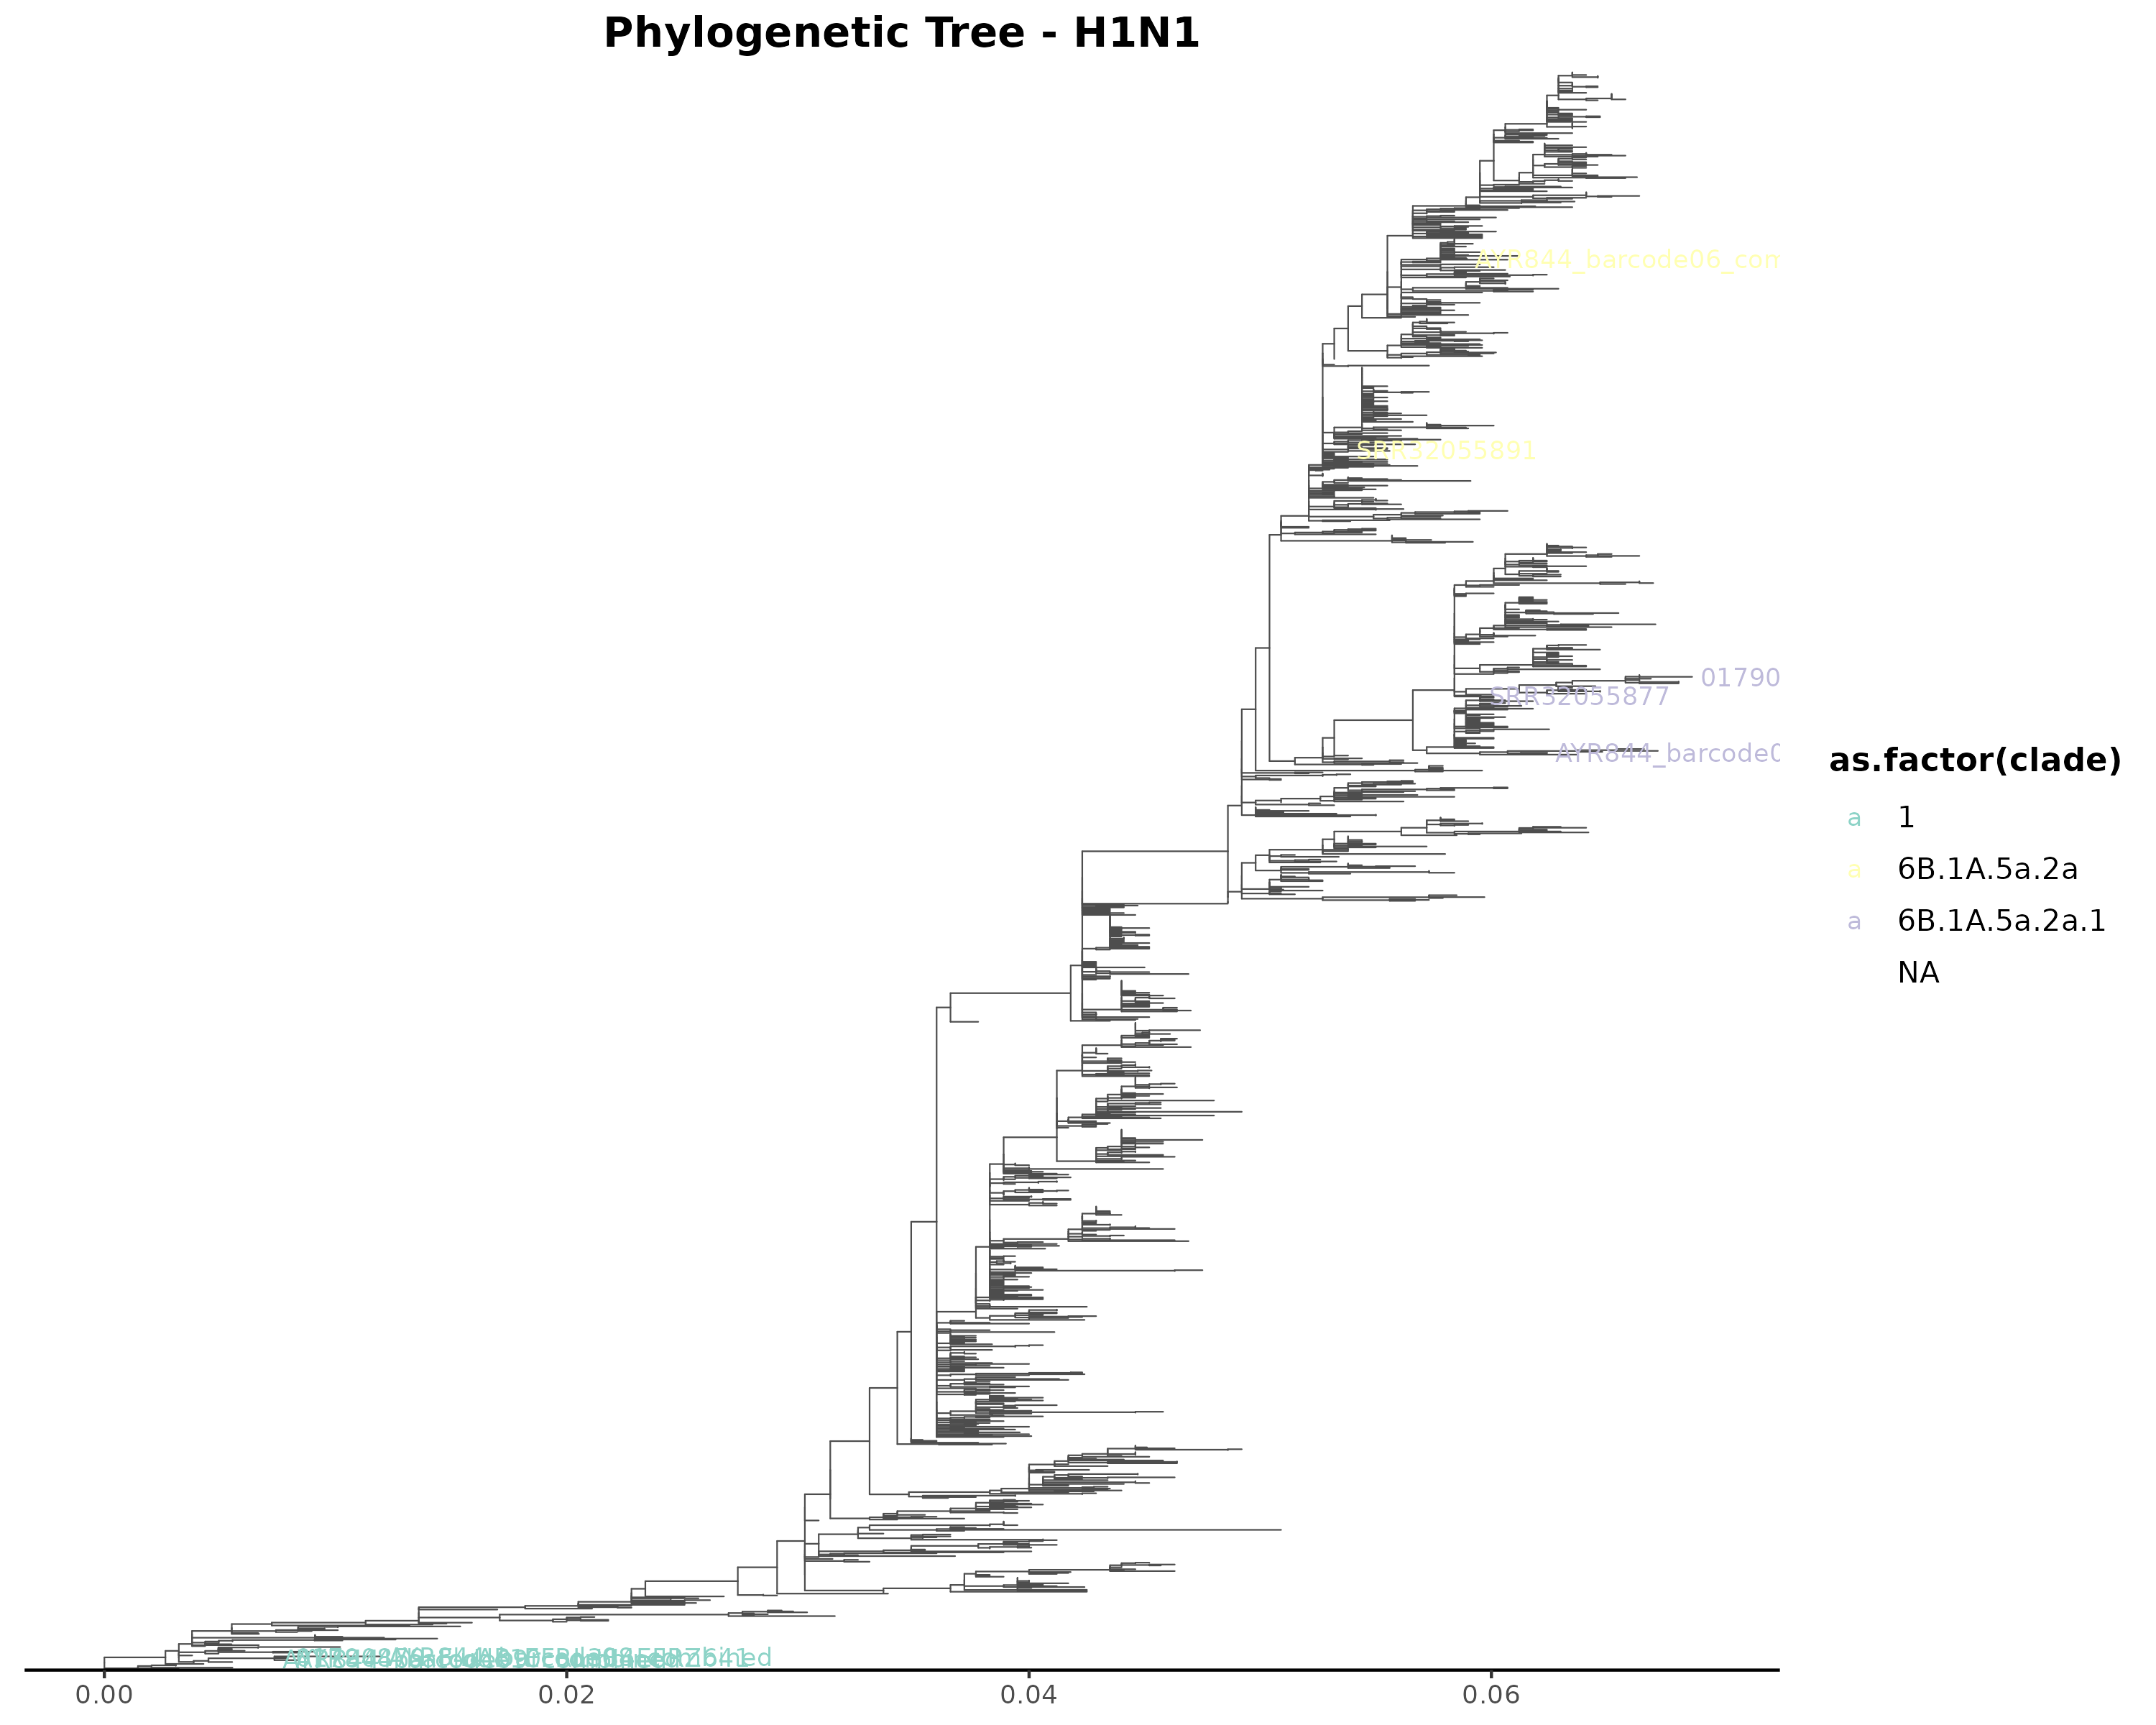 Phylogenetic Tree - H1N1
AYR844_barcode06_con
SRR32055891
01790
SRR32055877
AYR844_barcode0
as.factor(clade)
a 1
a 6B.1A.5a.2a
a 6B.1A.5a.2a.1
NA
0.00 0.02 0.04 0.06